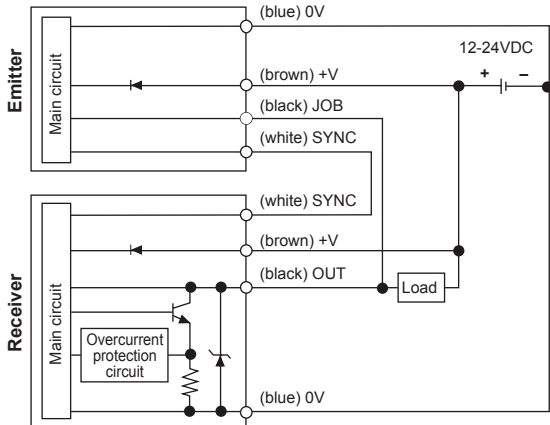 (blue) 0V
12-24VDC
+ −
Emitter
Main circuit
(brown) +V
(black) JOB
(white) SYNC
(white) SYNC
(brown) +V
(black) OUT
Load
Receiver
Main circuit
Overcurrent
protection
circuit
(blue) 0V